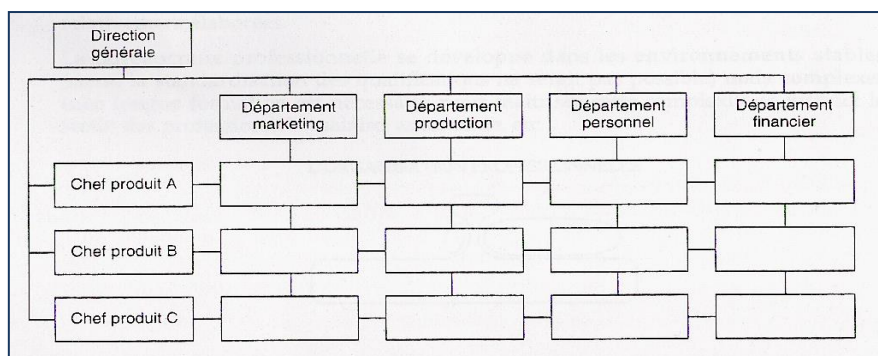 Direction
générale
Département
marketing
Département
production
Département
personnel
Département
financier
Chef produit A
Chef produit B
Chef produit C